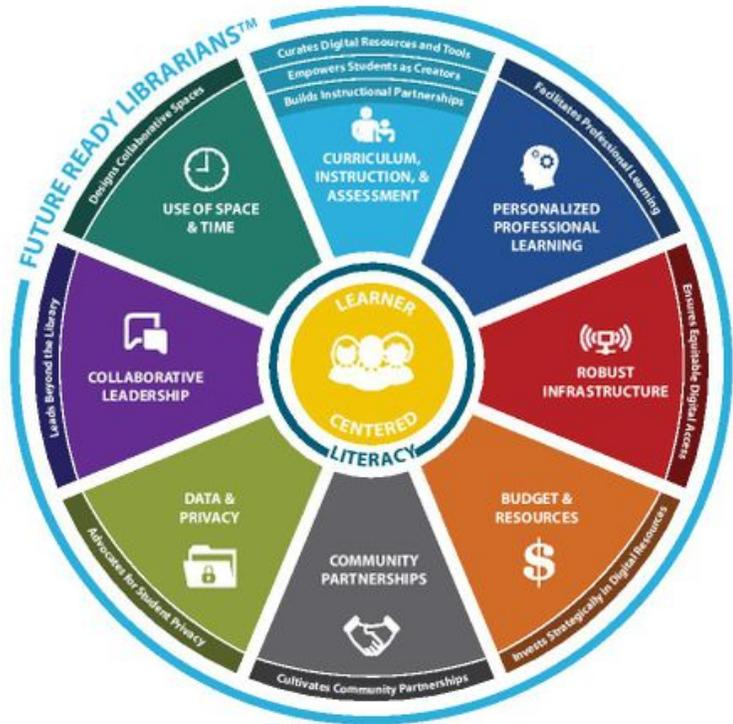 FUTURE READY LIBRARIANS™
Curates Digital Resources and Tools
Empowers Students as Creators
Builds Instructional Partnerships
CURRICULUM,
INSTRUCTION, &
ASSESSMENT
Facilitates Professional Learning
PERSONALIZED
PROFESSIONAL
LEARNING
Ensures Equitable Digital Access
ROBUST
INFRASTRUCTURE
Invests Strategically in Digital Resources
BUDGET &
RESOURCES
$
Cultivates Community Partnerships
COMMUNITY
PARTNERSHIPS
Advocates for Student Privacy
DATA &
PRIVACY
Leads Beyond the Library
COLLABORATIVE
LEADERSHIP
Designs Collaborative Spaces
USE OF SPACE
& TIME
LEARNER
CENTERED
LITERACY